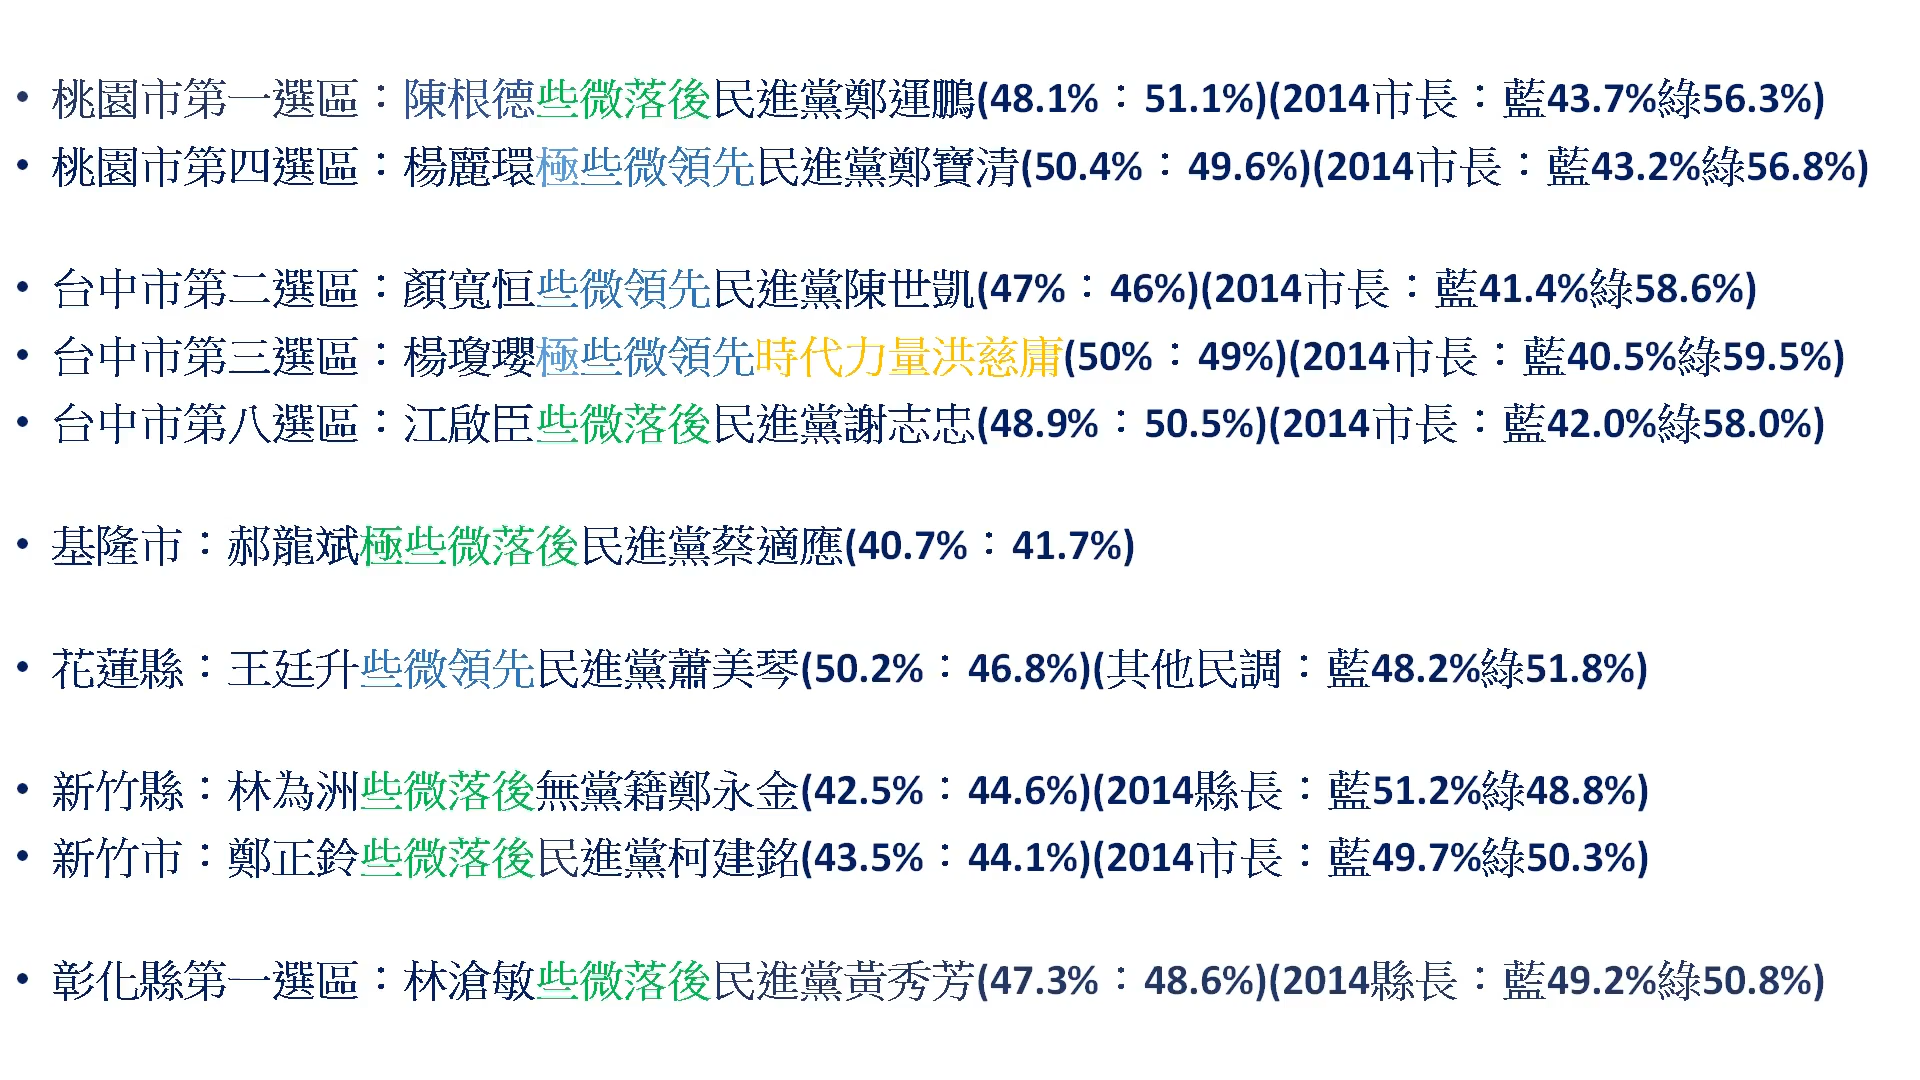 • 桃園市第一選區：陳根德些微落後民進黨鄭運鵬(48.1%：51.1%)(2014市長：藍43.7%綠56.3%)
• 桃園市第四選區：楊麗環極些微領先民進黨鄭寶清(50.4%：49.6%)(2014市長：藍43.2%綠56.8%)
• 台中市第二選區：顏寬恒些微領先民進黨陳世凱(47%：46%)(2014市長：藍41.4%綠58.6%)
• 台中市第三選區：楊瓊瓔極些微領先時代力量洪慈庸(50%：49%)(2014市長：藍40.5%綠59.5%)
• 台中市第八選區：江啟臣些微落後民進黨謝志忠(48.9%：50.5%)(2014市長：藍42.0%綠58.0%)
• 基隆市：郝龍斌極些微落後民進黨蔡適應(40.7%：41.7%)
• 花蓮縣：王廷升些微領先民進黨蕭美琴(50.2%：46.8%)(其他民調：藍48.2%綠51.8%)
• 新竹縣：林為洲些微落後無黨籍鄭永金(42.5%：44.6%)(2014縣長：藍51.2%綠48.8%)
• 新竹市：鄭正鈐些微落後民進黨柯建銘(43.5%：44.1%)(2014市長：藍49.7%綠50.3%)
• 彰化縣第一選區：林滄敏些微落後民進黨黃秀芳(47.3%：48.6%)(2014縣長：藍49.2%綠50.8%)